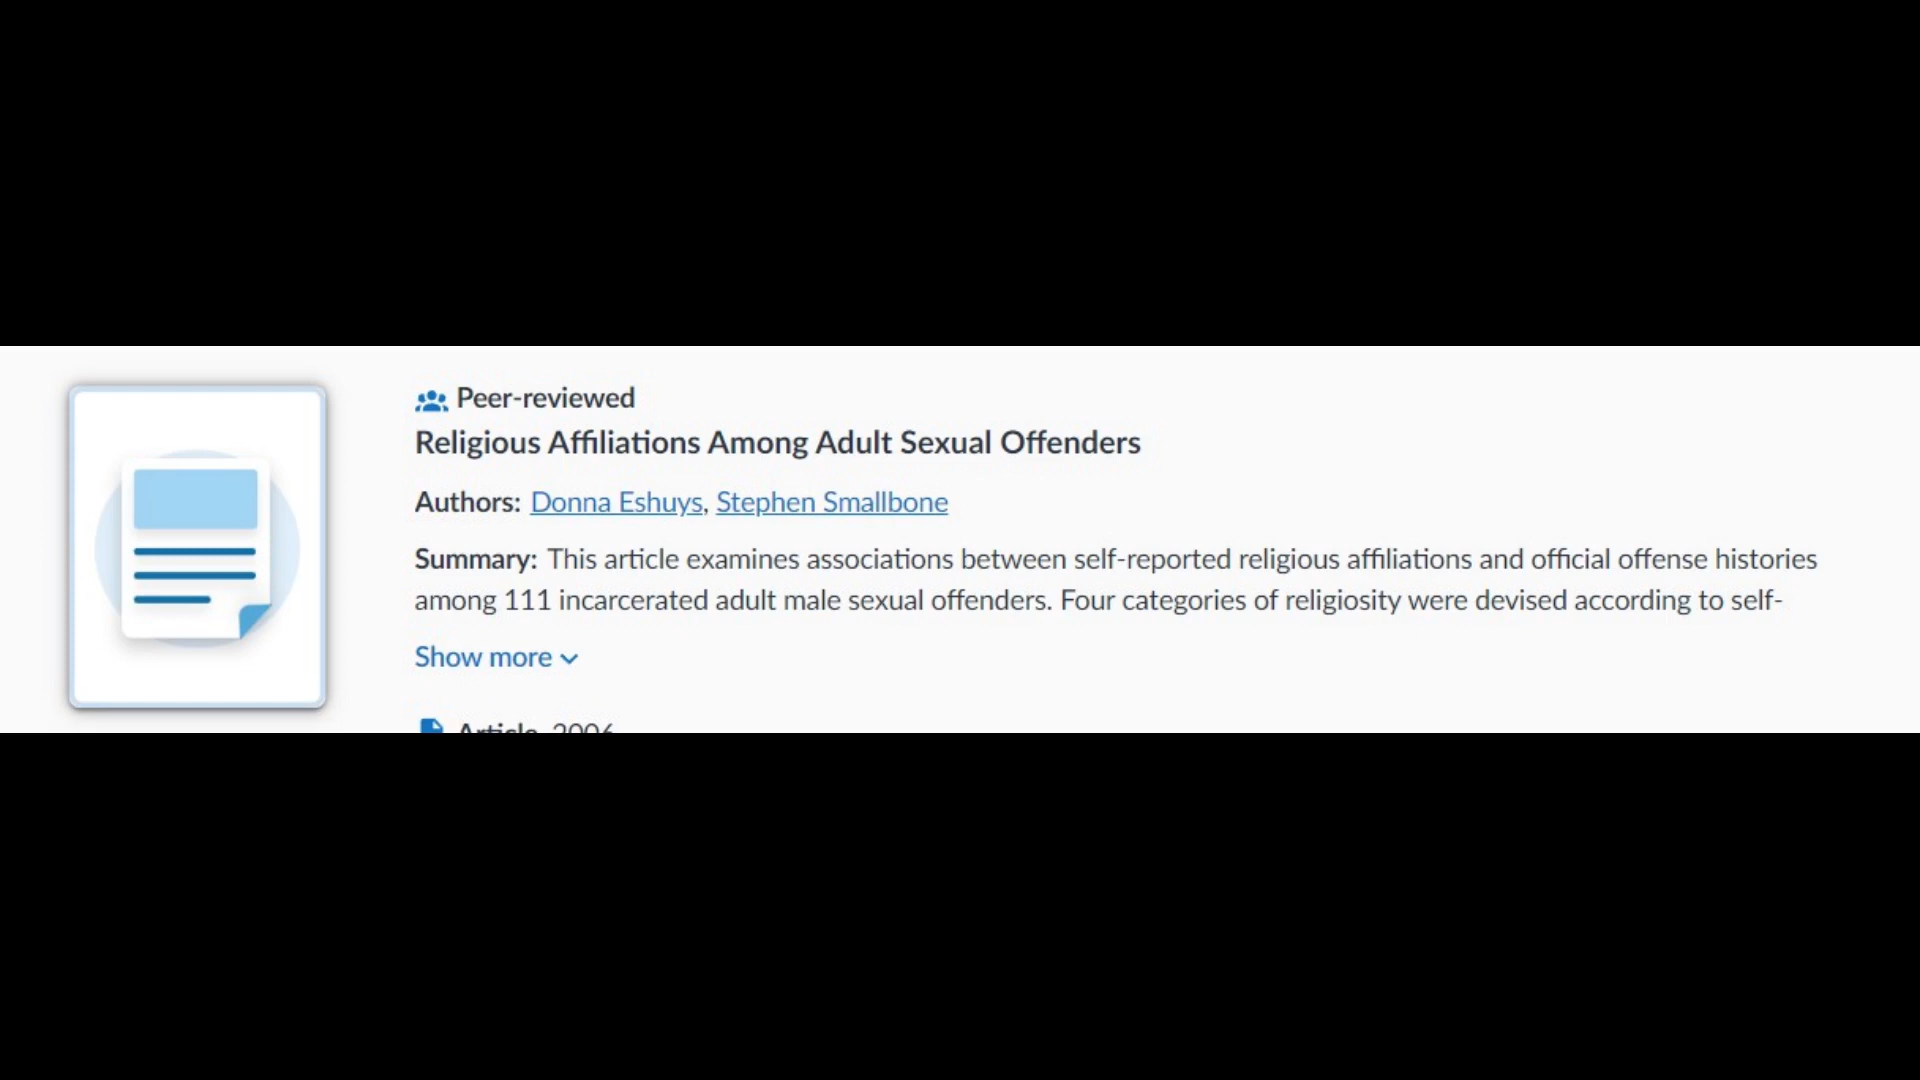 Peer-reviewed
Religious Affiliations Among Adult Sexual Offenders
Authors: Donna Eshuys, Stephen Smallbone
Summary: This article examines associations between self-reported religious affiliations and official offense histories
among 111 incarcerated adult male sexual offenders. Four categories of religiosity were devised according to self-
Show more
Article 2006